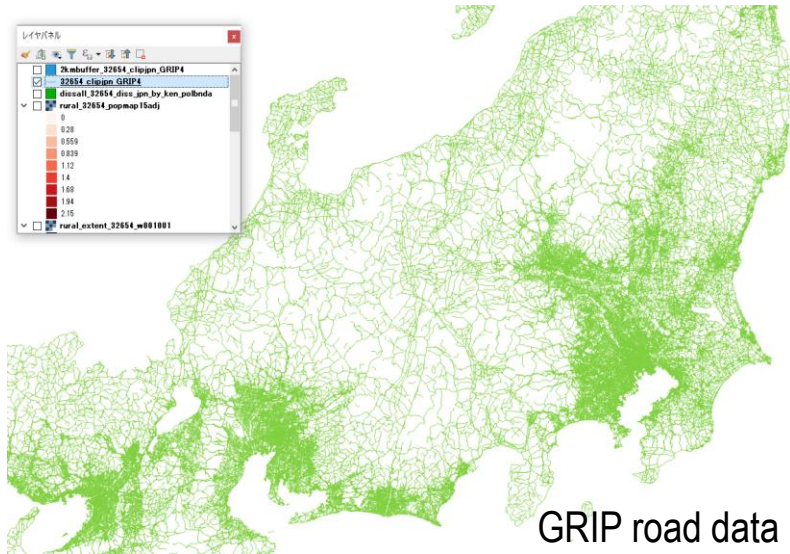 レイヤパネル
x
2kmbuffer_32654_clipjpn_GRIP4
32654_clipjpn_GRIP4
dissall_32654_diss_jpn_by_ken_polbnda
rural_32654_popmap15adj
0
0.28
0.559
0.839
1.12
1.4
1.68
1.94
2.15
rural_extent_32654_w001001
GRIP road data